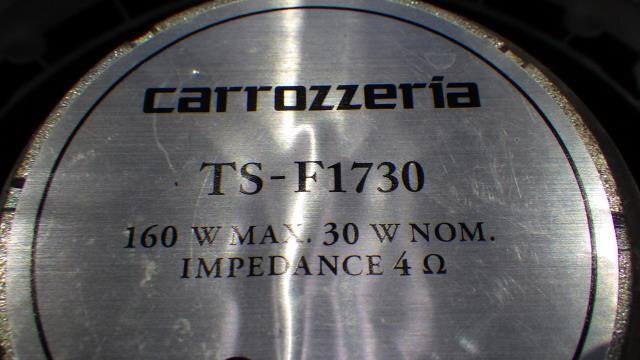 carrozzeria
TS-F1730
160 W MAX. 30 W NOM.
IMPEDANCE 4 Ω